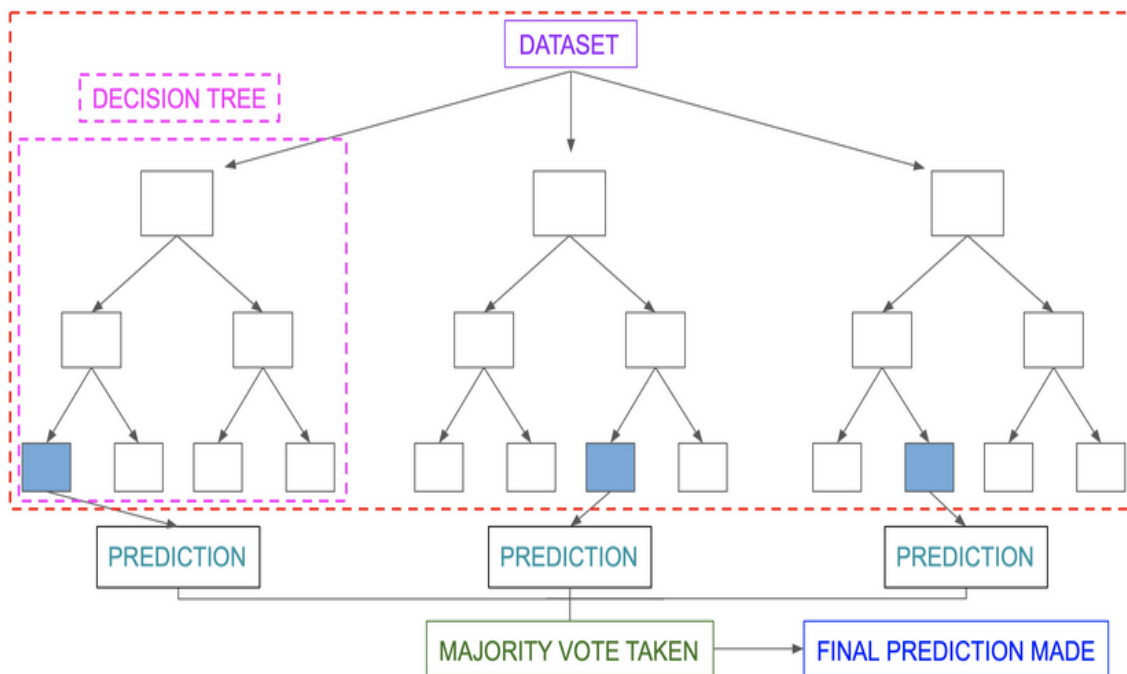 DATASET
DECISION TREE
PREDICTION
PREDICTION
PREDICTION
MAJORITY VOTE TAKEN
FINAL PREDICTION MADE